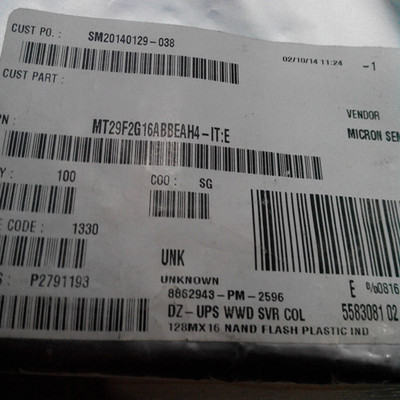 CUST PO.: SM20140129-038
02/10/14 11:24 -1
CUST PART:
VENDOR
PN: MT29F2G16ABBEAH4-IT:E
MICRON SEM
Y: 100 COO: SG
E CODE: 1330
UNK
S: P2791193
UNKNOWN
8862943-PM-2596
E
DZ-UPS WWD SVR COL
5583081 02
128MX16 NAND FLASH PLASTIC IND